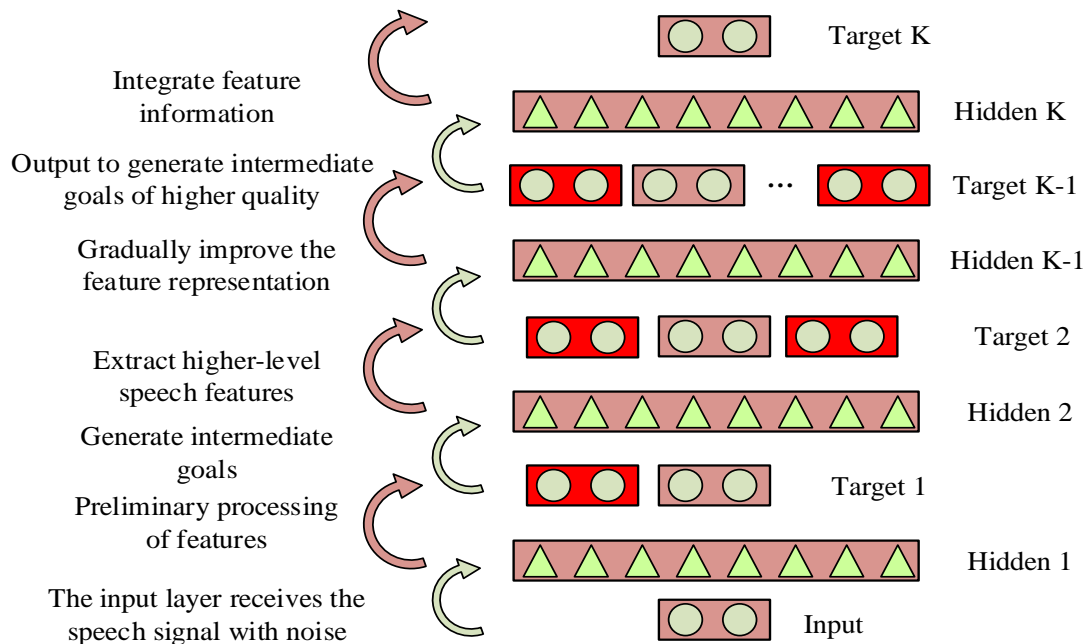 Target K
Integrate feature
information
Hidden K
Output to generate intermediate
goals of higher quality
...
Target K-1
Gradually improve the
feature representation
Hidden K-1
Target 2
Extract higher-level
speech features
Hidden 2
Generate intermediate
goals
Target 1
Preliminary processing
of features
Hidden 1
The input layer receives the
speech signal with noise
Input